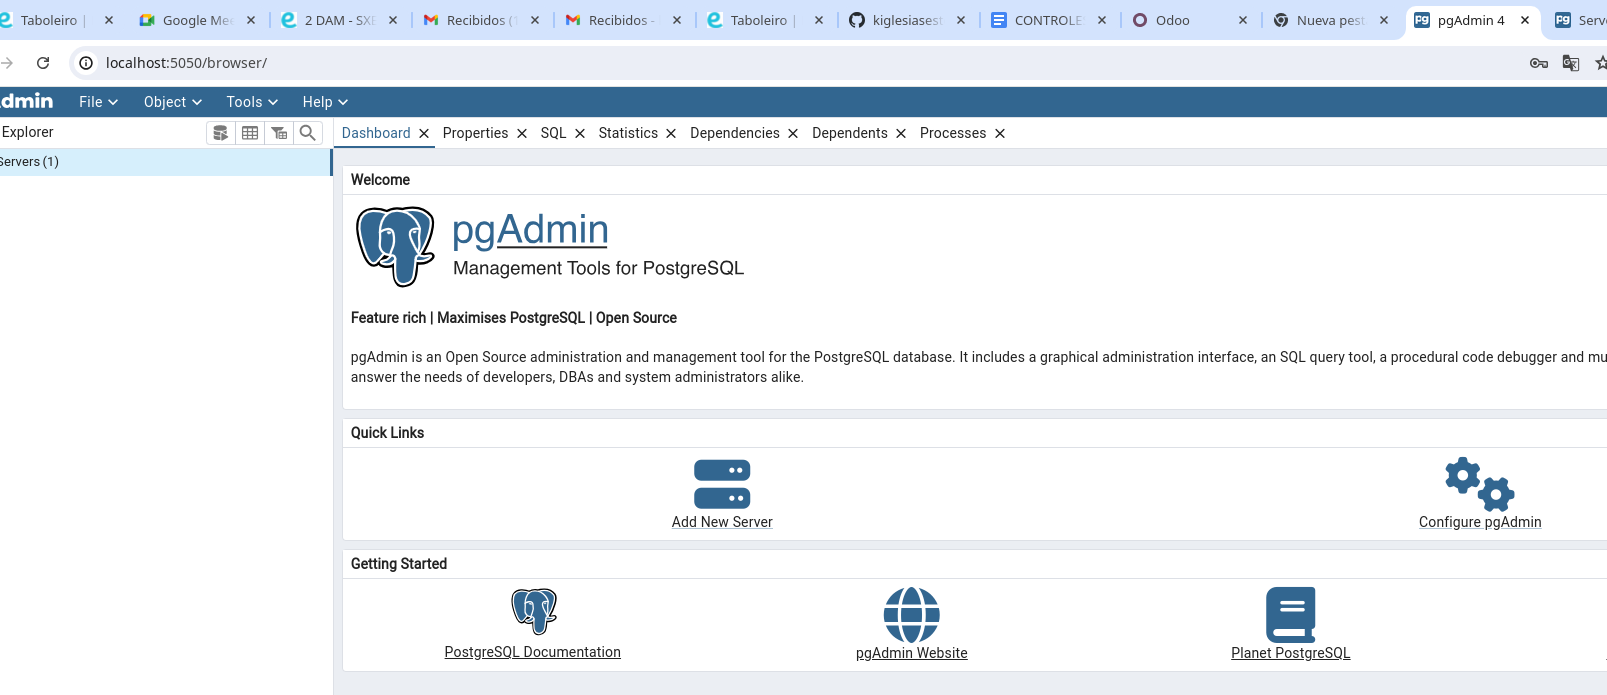 Taboleiro |
Google Me
2 DAM - SXE
Recibidos (1
Recibidos -
Taboleiro |
kiglesiasest
CONTROLE
Odoo
Nueva pest
pgAdmin 4
Serv
localhost:5050/browser/
dmin File Object Tools Help
Explorer
Dashboard Properties SQL Statistics Dependencies Dependents Processes
Servers (1)
Welcome
pgAdmin
Management Tools for PostgreSQL
Feature rich | Maximises PostgreSQL | Open Source
pgAdmin is an Open Source administration and management tool for the PostgreSQL database. It includes a graphical administration interface, an SQL query tool, a procedural code debugger and mu
answer the needs of developers, DBAs and system administrators alike.
Quick Links
Add New Server
Configure pgAdmin
Getting Started
PostgreSQL Documentation
pgAdmin Website
Planet PostgreSQL